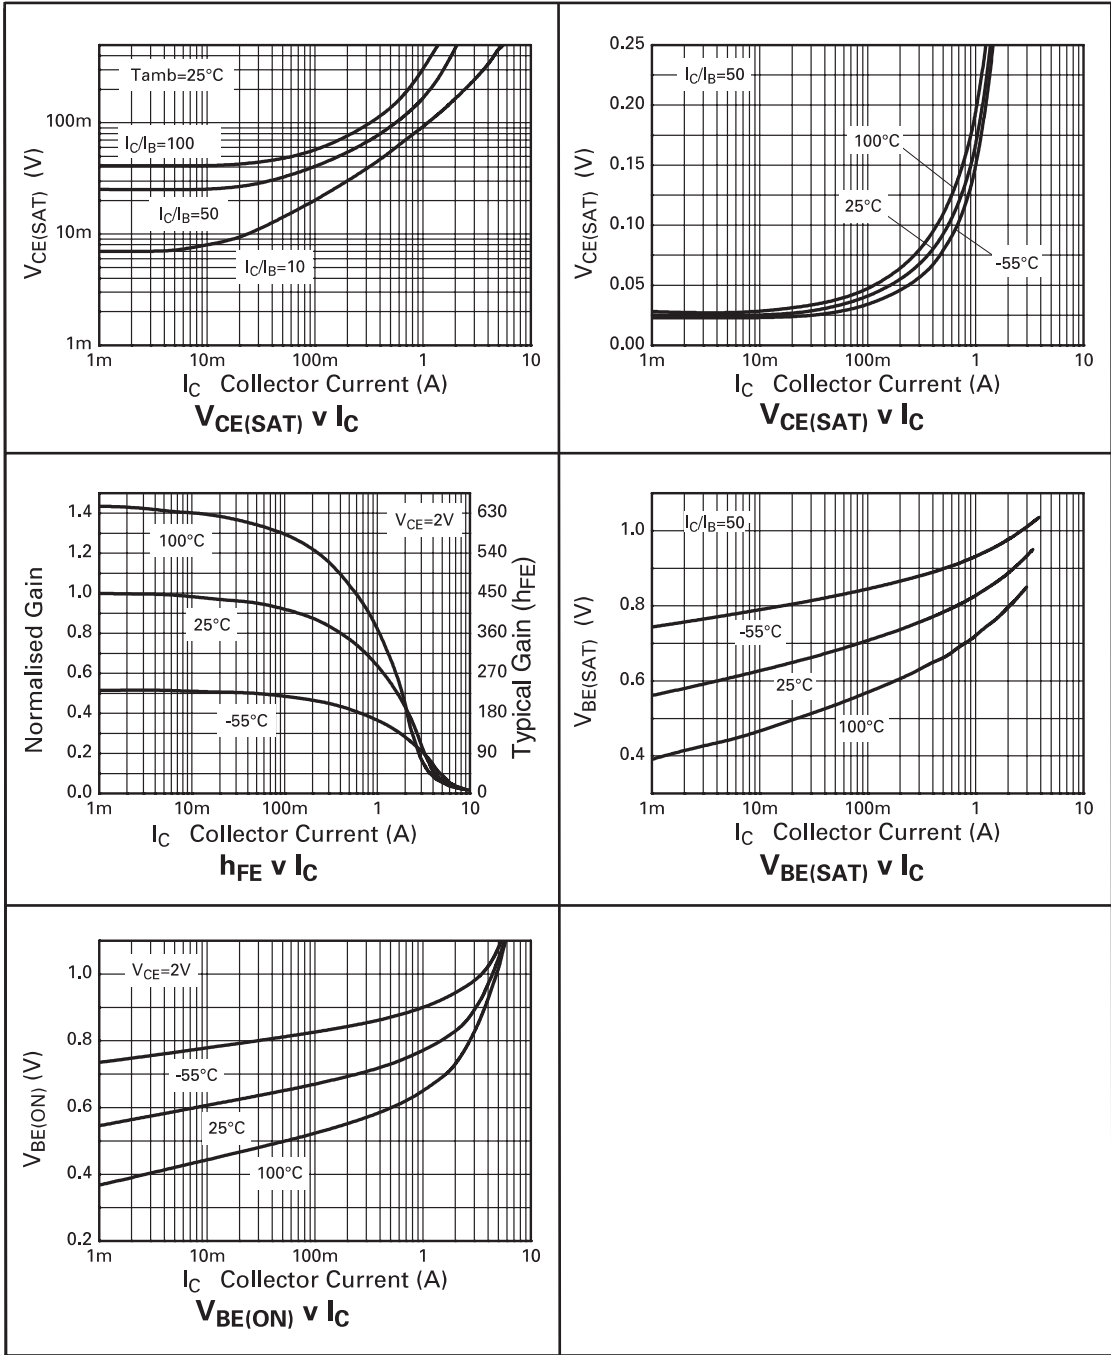 Tamb=25°C
IC/IB=100
IC/IB=50
IC/IB=10
100m
10m
1m
VCE(SAT) (V)
1m 10m 100m 1 10
IC Collector Current (A)
VCE(SAT) v IC
IC/IB=50
100°C
25°C
-55°C
0.25
0.20
0.15
0.10
0.05
0.00
VCE(SAT) (V)
1m 10m 100m 1 10
IC Collector Current (A)
VCE(SAT) v IC
VCE=2V
100°C
25°C
-55°C
1.4
1.2
1.0
0.8
0.6
0.4
0.2
0.0
Normalised Gain
630
540
450
360
270
180
90
0
Typical Gain (hFE)
1m 10m 100m 1 10
IC Collector Current (A)
hFE v IC
IC/IB=50
-55°C
25°C
100°C
1.0
0.8
0.6
0.4
VBE(SAT) (V)
1m 10m 100m 1 10
IC Collector Current (A)
VBE(SAT) v IC
VCE=2V
-55°C
25°C
100°C
1.0
0.8
0.6
0.4
0.2
VBE(ON) (V)
1m 10m 100m 1 10
IC Collector Current (A)
VBE(ON) v IC